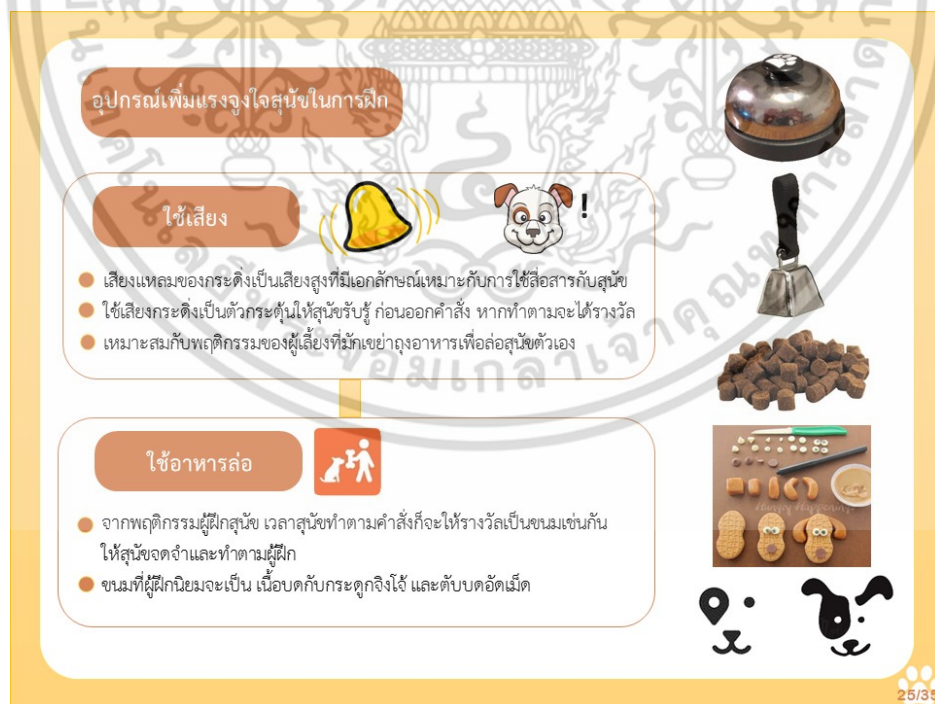 อุปกรณ์เพิ่มแรงจูงใจสุนัขในการฝึก
ใช้เสียง
!
เสียงแหลมของกระดิ่งเป็นเสียงสูงที่มีเอกลักษณ์เหมาะกับการใช้สื่อสารกับสุนัข
ใช้เสียงกระดิ่งเป็นตัวกระตุ้นให้สุนัขรับรู้ ก่อนออกคำสั่ง หากทำตามจะได้รางวัล
เหมาะสมกับพฤติกรรมของผู้เลี้ยงที่มักเขย่าถุงอาหารเพื่อล่อสุนัขตัวเอง
ใช้อาหารล่อ
จากพฤติกรรมผู้ฝึกสุนัข เวลาสุนัขทำตามคำสั่งก็จะให้รางวัลเป็นขนมเช่นกัน
ให้สุนัขจดจำและทำตามผู้ฝึก
ขนมที่ผู้ฝึกนิยมจะเป็น เนื้อบดกับกระดูกจิงโจ้ และตับบดอัดเม็ด
Hungry Happenings
25/35